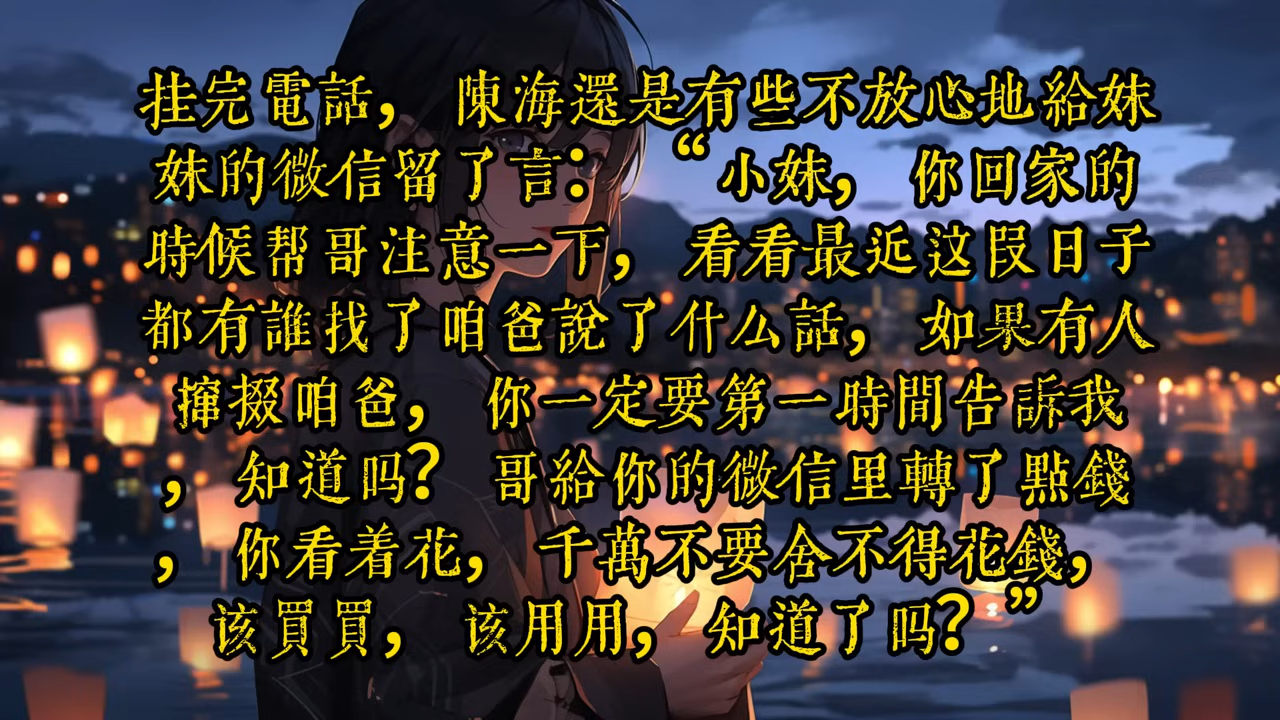 挂完電話， 陳海還是有些不放心地給妹
妹的微信留了言： “小妹， 你回家的
時候帮哥注意一下，看看最近这段日子
都有誰找了咱爸說了什么話， 如果有人
撺掇咱爸， 你一定要第一時間告訴我
， 知道吗？ 哥給你的微信里轉了點錢
， 你看着花， 千萬不要舍不得花錢，
该買買， 该用用， 知道了吗？”